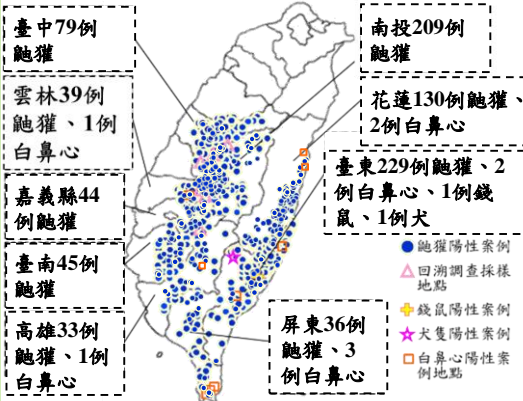 臺中79例
鼬獾
南投209例
鼬獾
雲林39例
鼬獾、1例
白鼻心
花蓮130例鼬獾、
2例白鼻心
嘉義縣44
例鼬獾
臺東229例鼬獾、2
例白鼻心、1例錢
鼠、1例犬
臺南45例
鼬獾
高雄33例
鼬獾、1例
白鼻心
屏東36例
鼬獾、3
例白鼻心
鼬獾陽性案例
回溯調查採樣
地點
錢鼠陽性案例
犬隻陽性案例
白鼻心陽性案
例地點